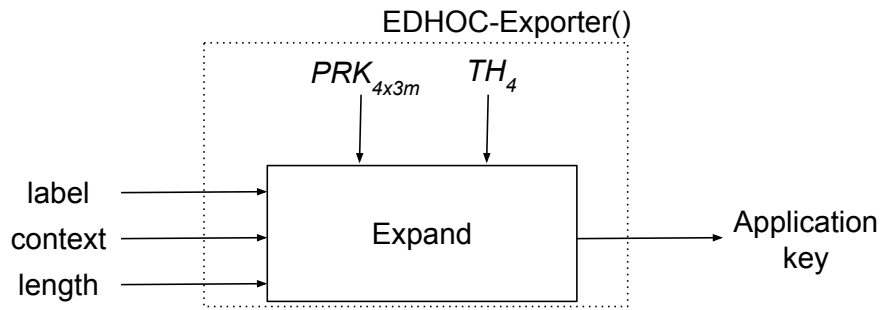 EDHOC-Exporter()
PRK4x3m TH4
label
context
length
Expand
Application
key